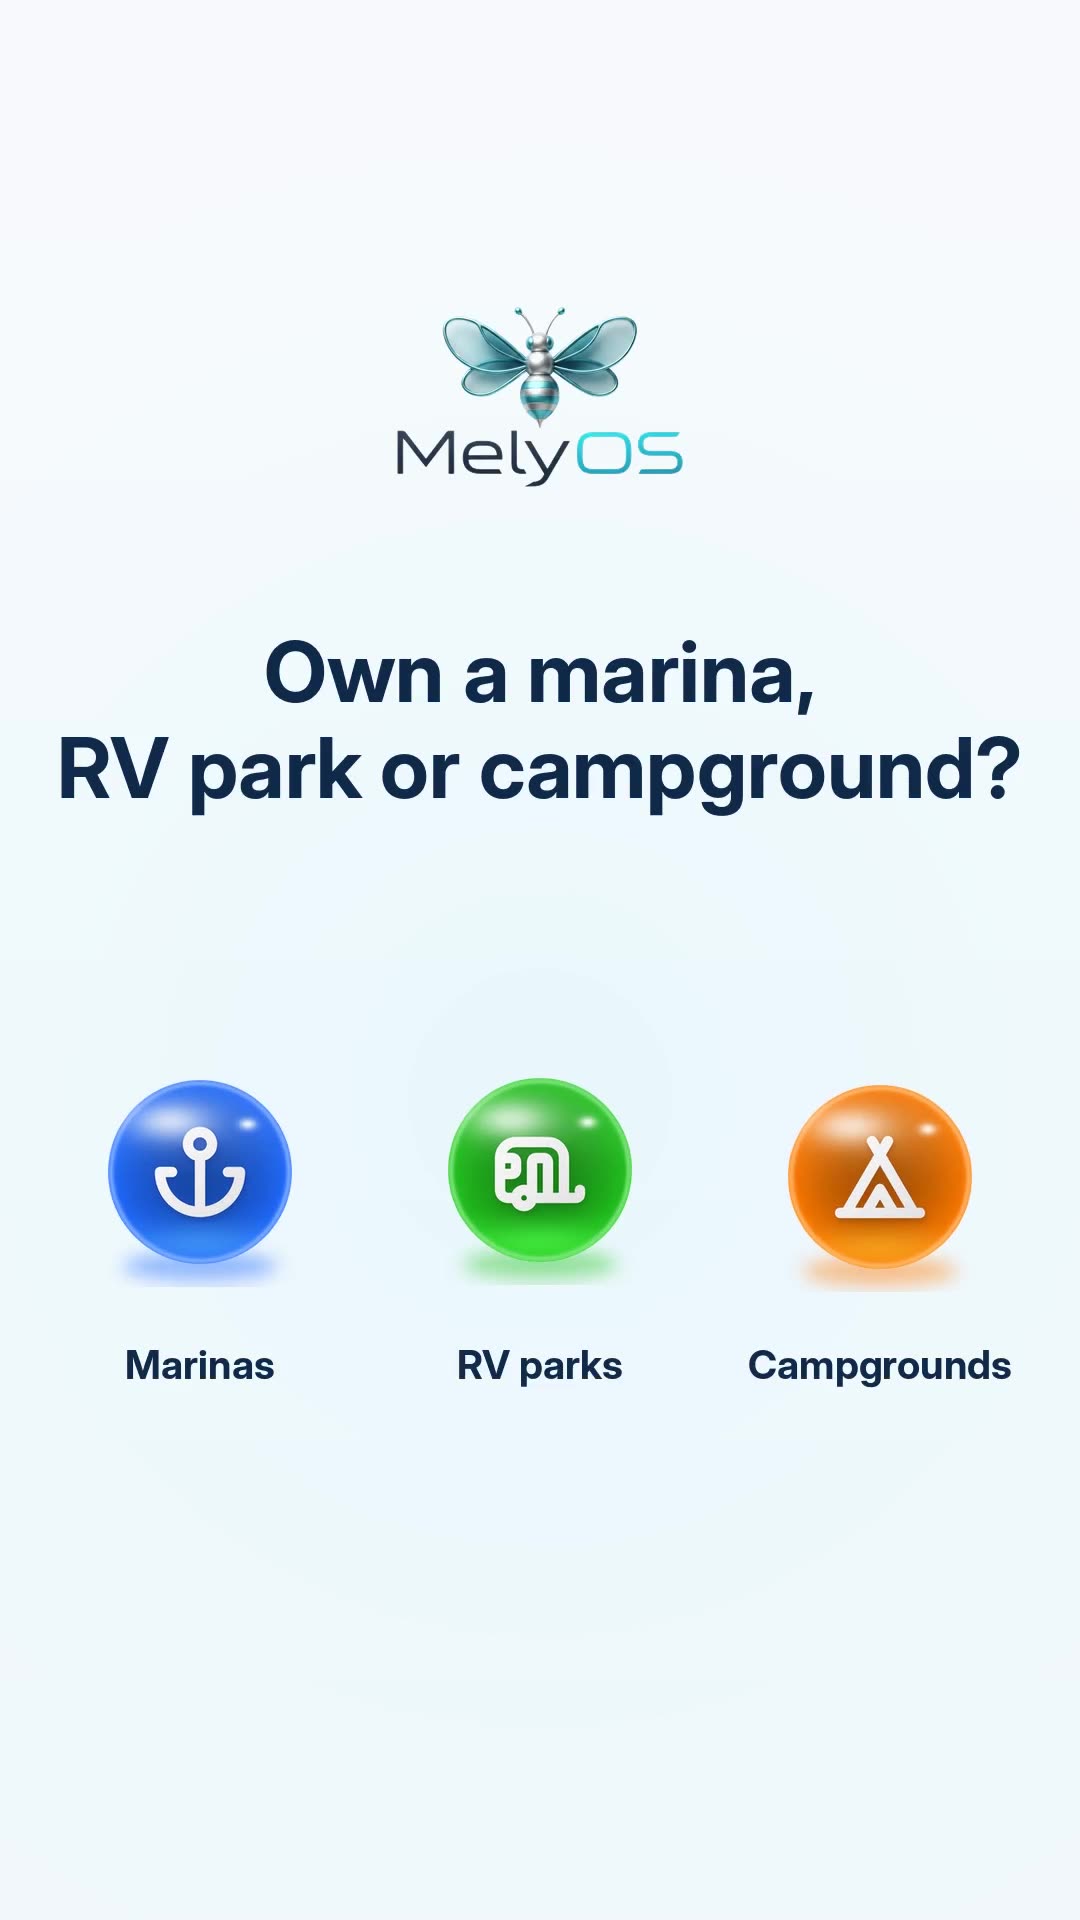 MelyOS
Own a marina,
RV park or campground?
Marinas
RV parks
Campgrounds